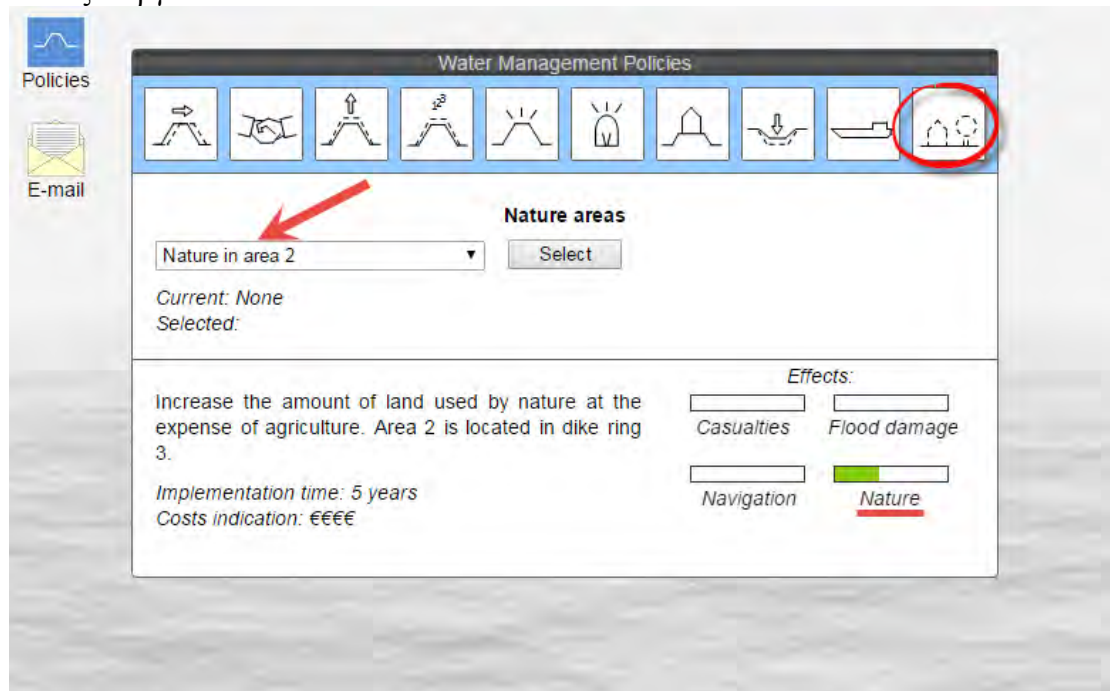 Policies
E-mail
Water Management Policies
123
Nature areas
Nature in area 2
Select
Current: None
Selected:
Increase the amount of land used by nature at the
expense of agriculture. Area 2 is located in dike ring
3.
Implementation time: 5 years
Costs indication: €€€€
Effects:
Casualties Flood damage
Navigation Nature